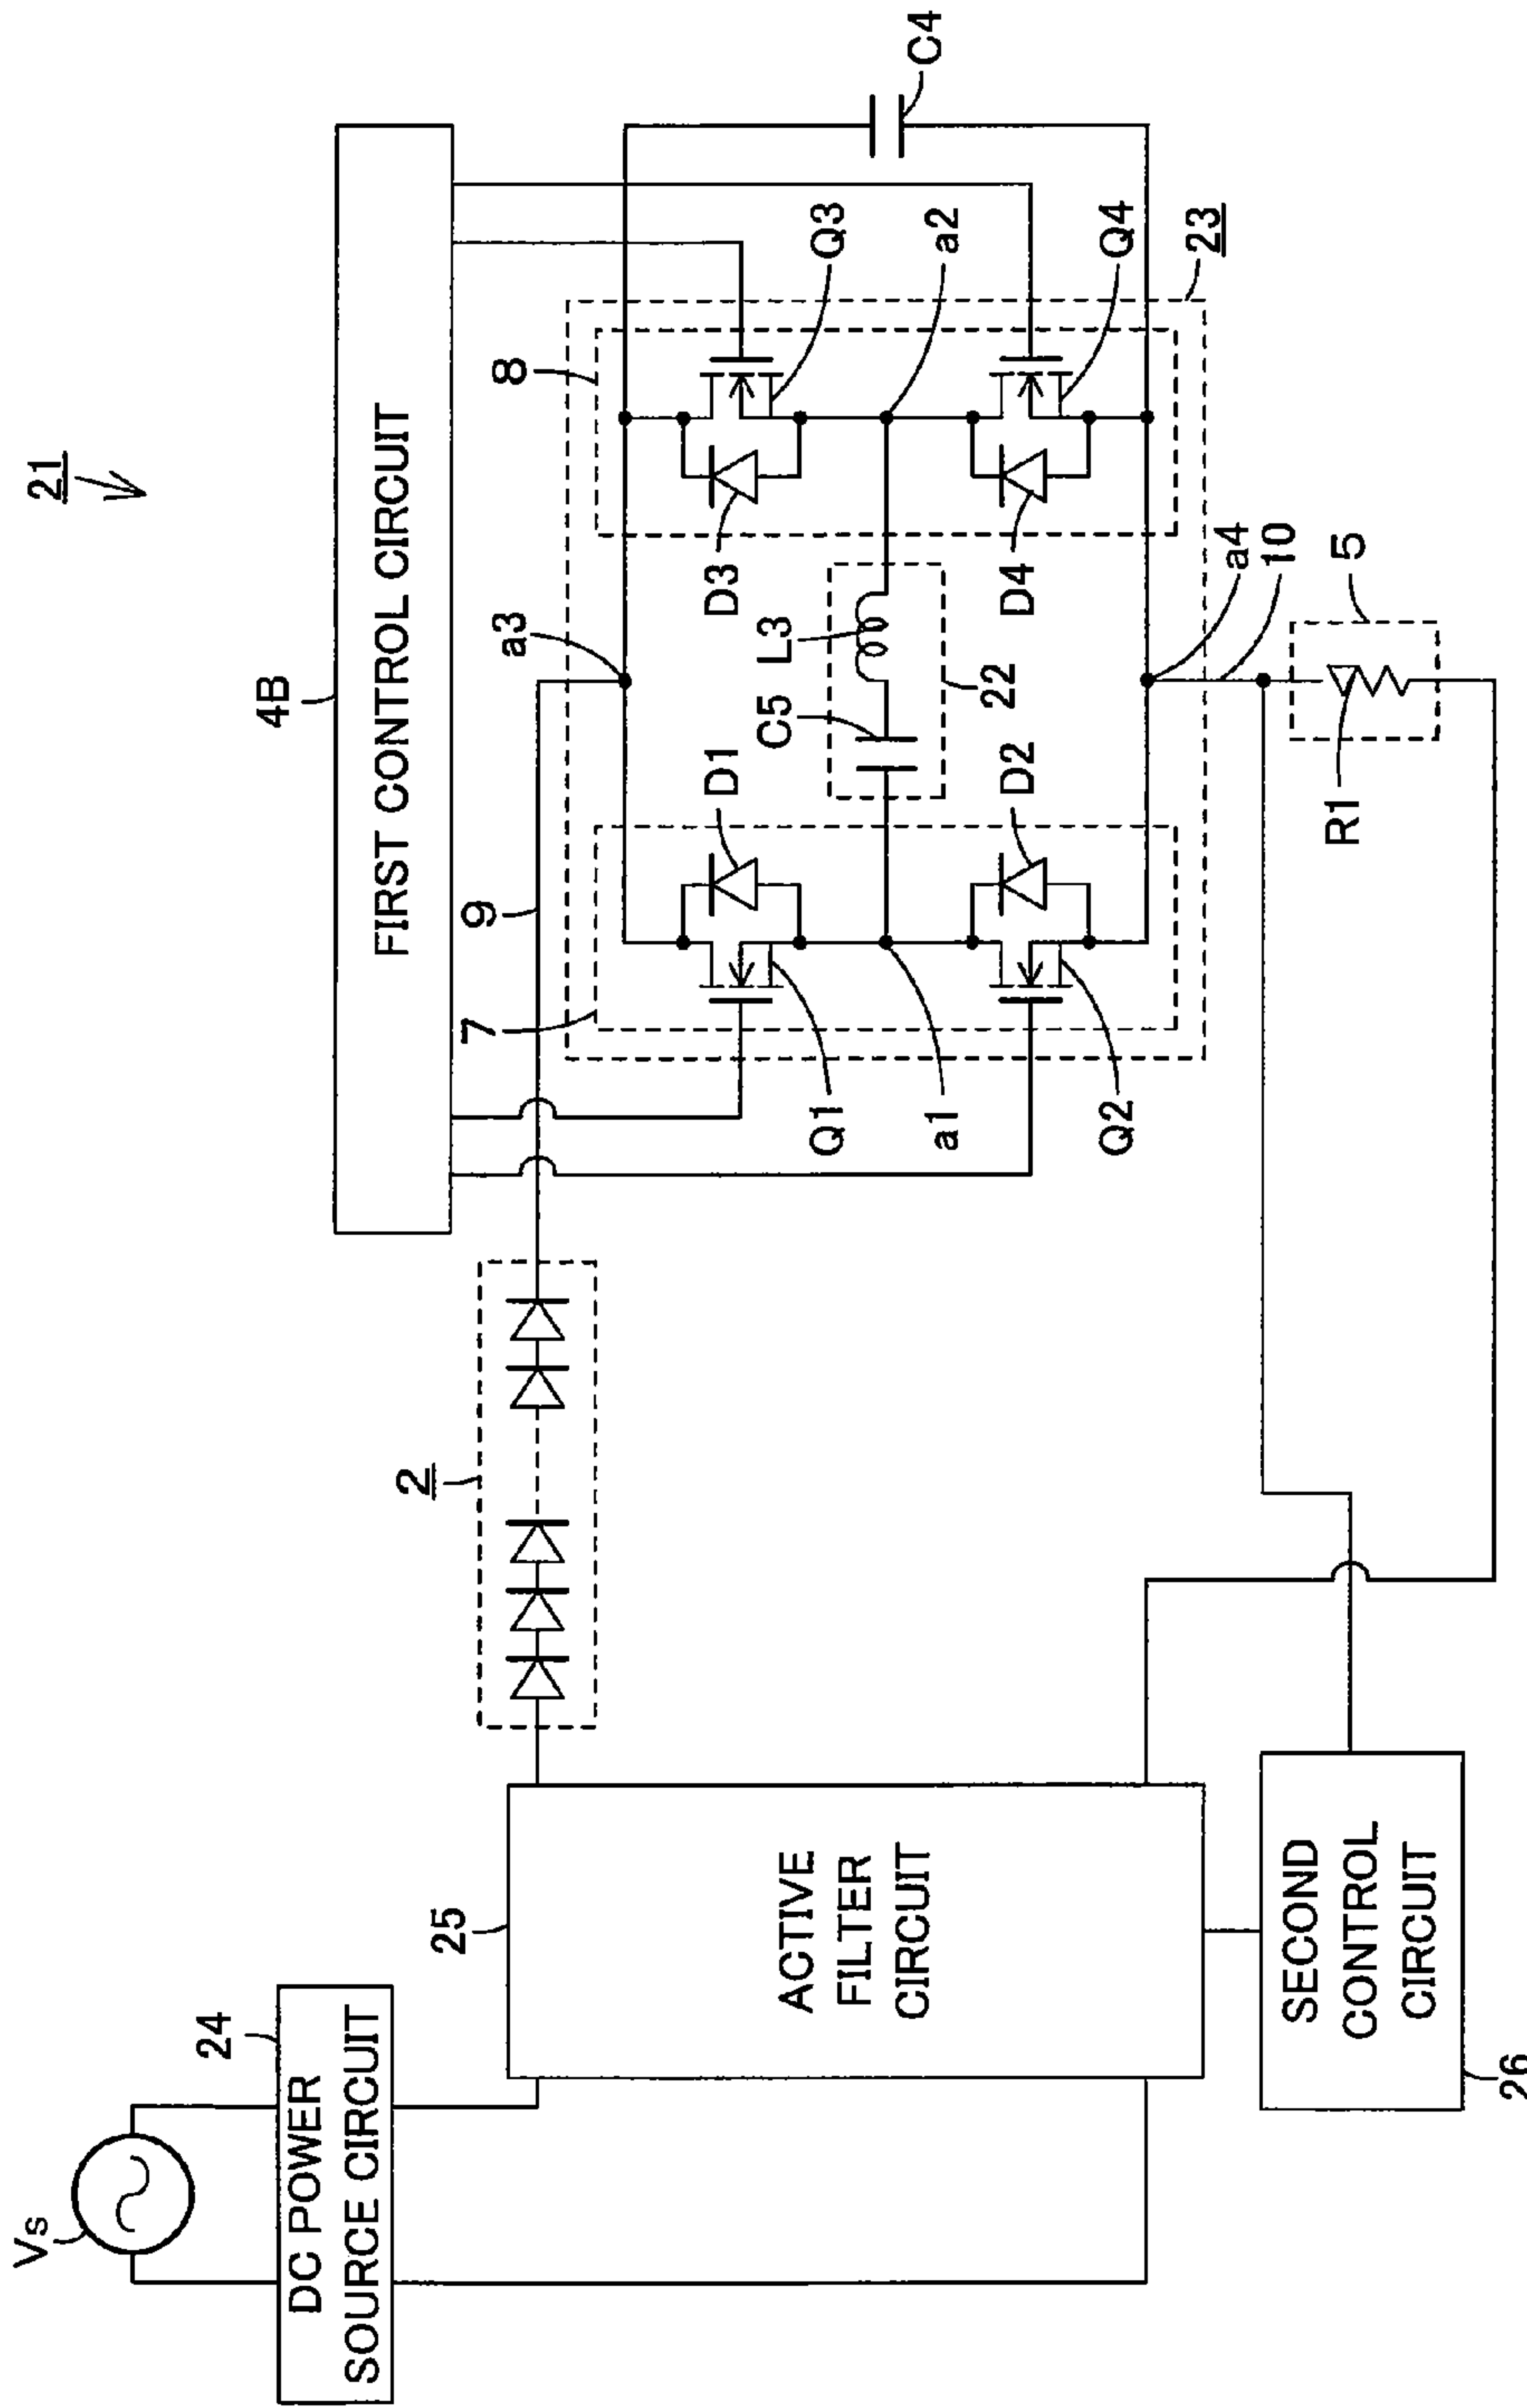 21
4B
FIRST CONTROL CIRCUIT
Vs
24
DC POWER
SOURCE CIRCUIT
25
ACTIVE
FILTER
CIRCUIT
SECOND
CONTROL
CIRCUIT
26
2
9
7
8
a3
D1
D3
Q1
Q3
C5
L3
22
a1
a2
D2
D4
Q2
Q4
23
C4
a4
10
5
R1